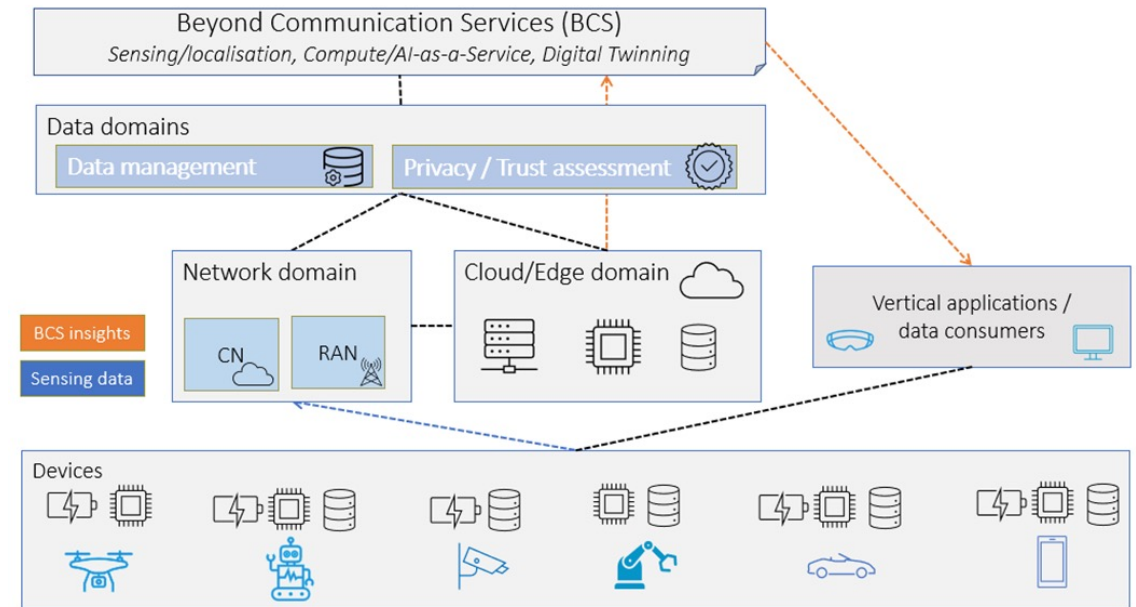 Beyond Communication Services (BCS)
Sensing/localisation, Compute/AI-as-a-Service, Digital Twinning
Data domains
Data management
Privacy / Trust assessment
Network domain
CN
RAN
Cloud/Edge domain
Vertical applications /
data consumers
BCS insights
Sensing data
Devices